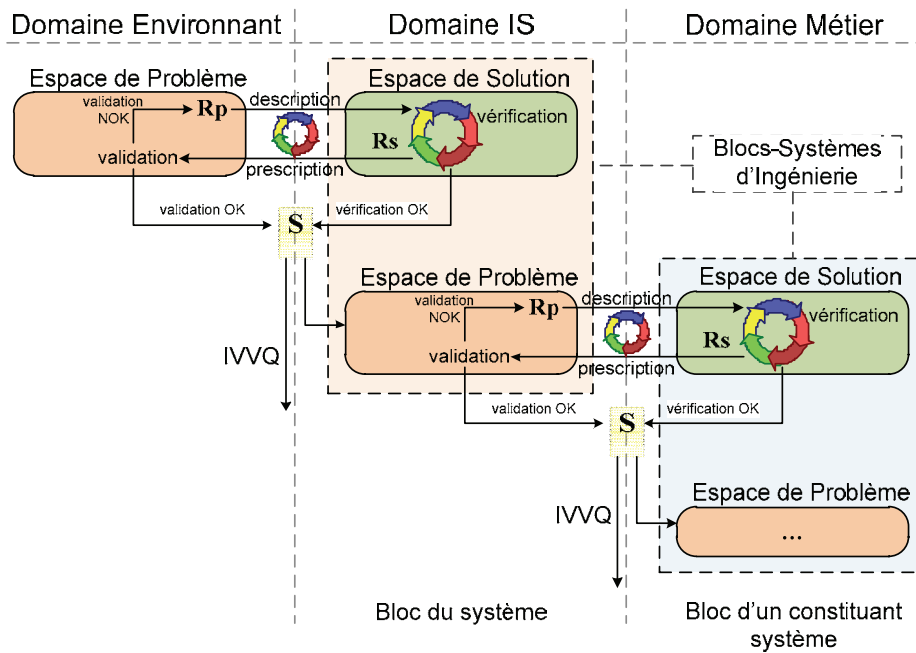 Domaine Environnant
Domaine IS
Domaine Métier
Espace de Problème
Espace de Solution
validation
NOK
Rp
description
vérification
Rs
validation
prescription
Blocs-Systèmes
d'Ingénierie
validation OK
S
vérification OK
Espace de Problème
Espace de Solution
validation
NOK
Rp
description
vérification
Rs
validation
prescription
IVVQ
validation OK
S
vérification OK
Espace de Problème
IVVQ
...
Bloc du système
Bloc d'un constituant
système